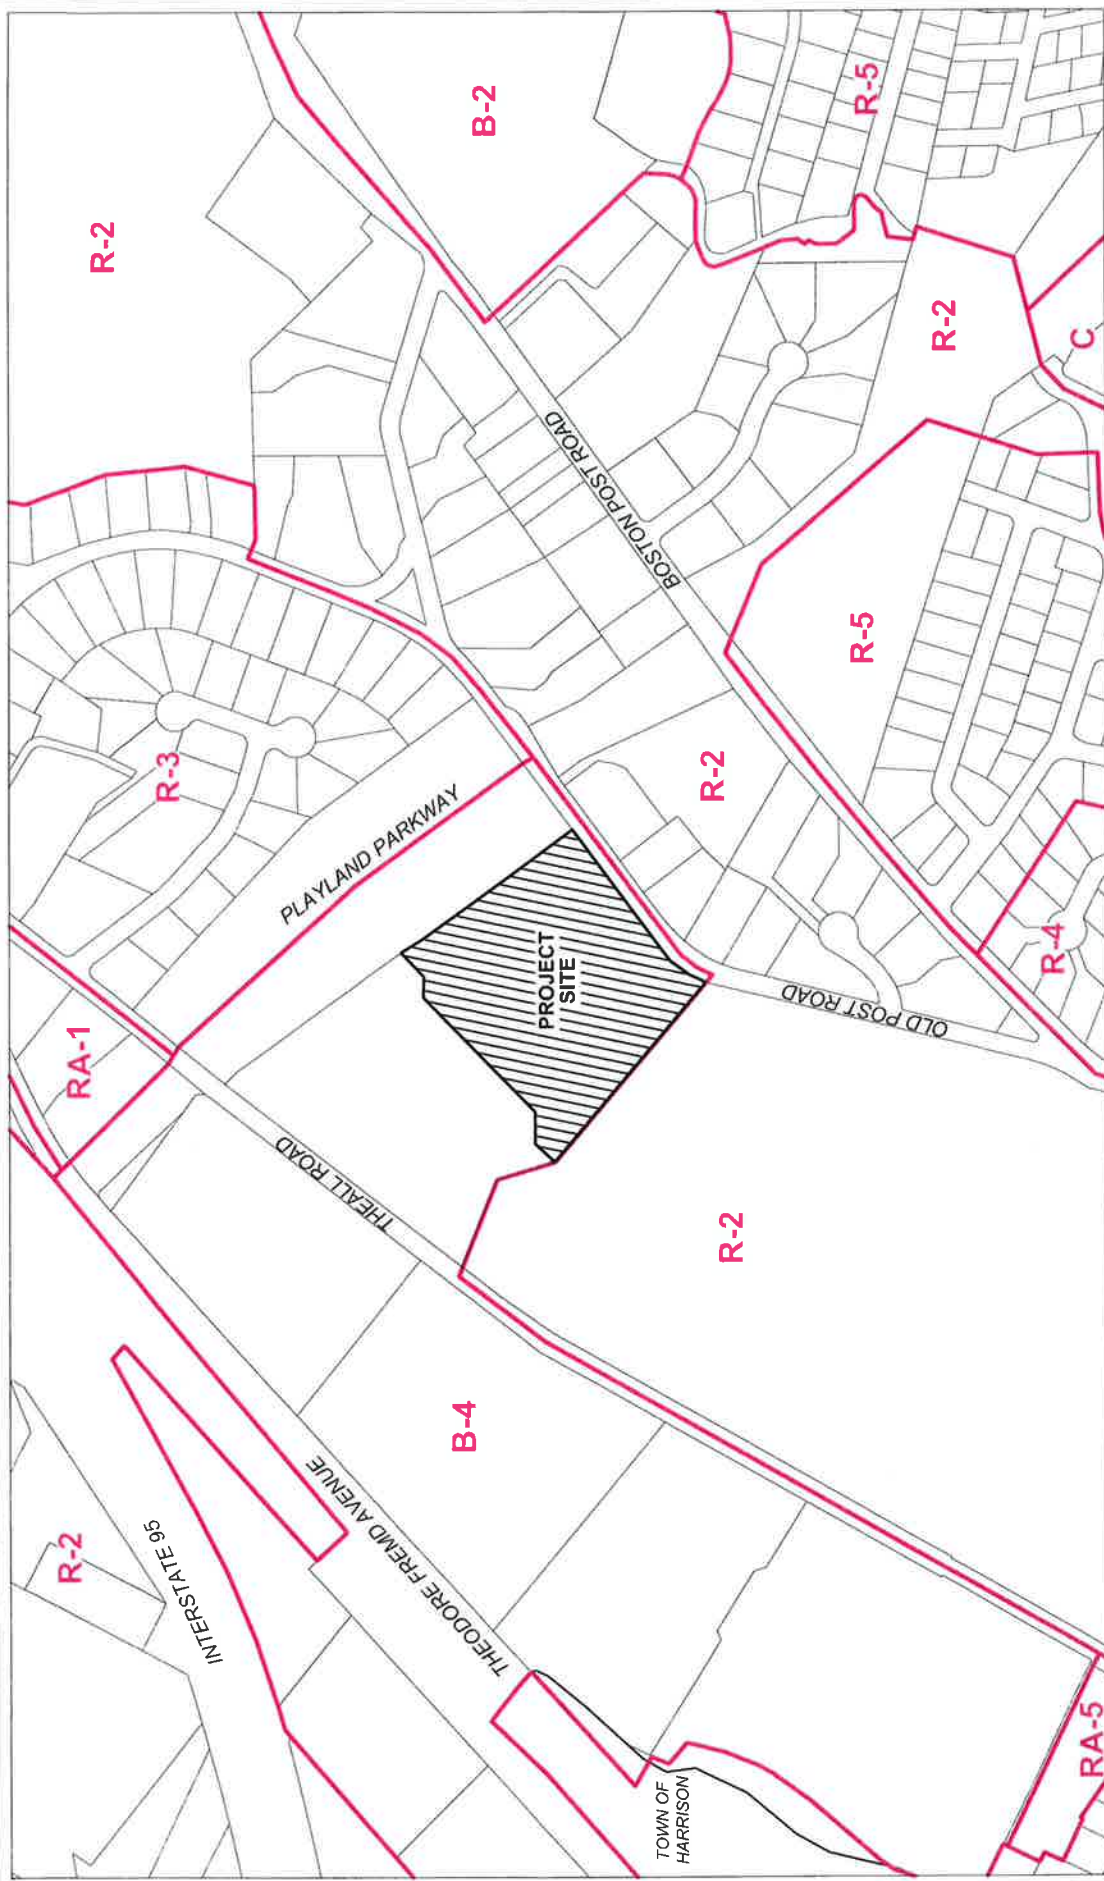 R-2
B-2
R-5
R-2
C
BOSTON POST ROAD
R-5
R-3
PLAYLAND PARKWAY
R-2
PROJECT
SITE
R-4
OLD POST ROAD
RA-1
THEALL ROAD
R-2
B-4
THEODORE FREMD AVENUE
R-2
INTERSTATE 95
TOWN OF
HARRISON
RA-5